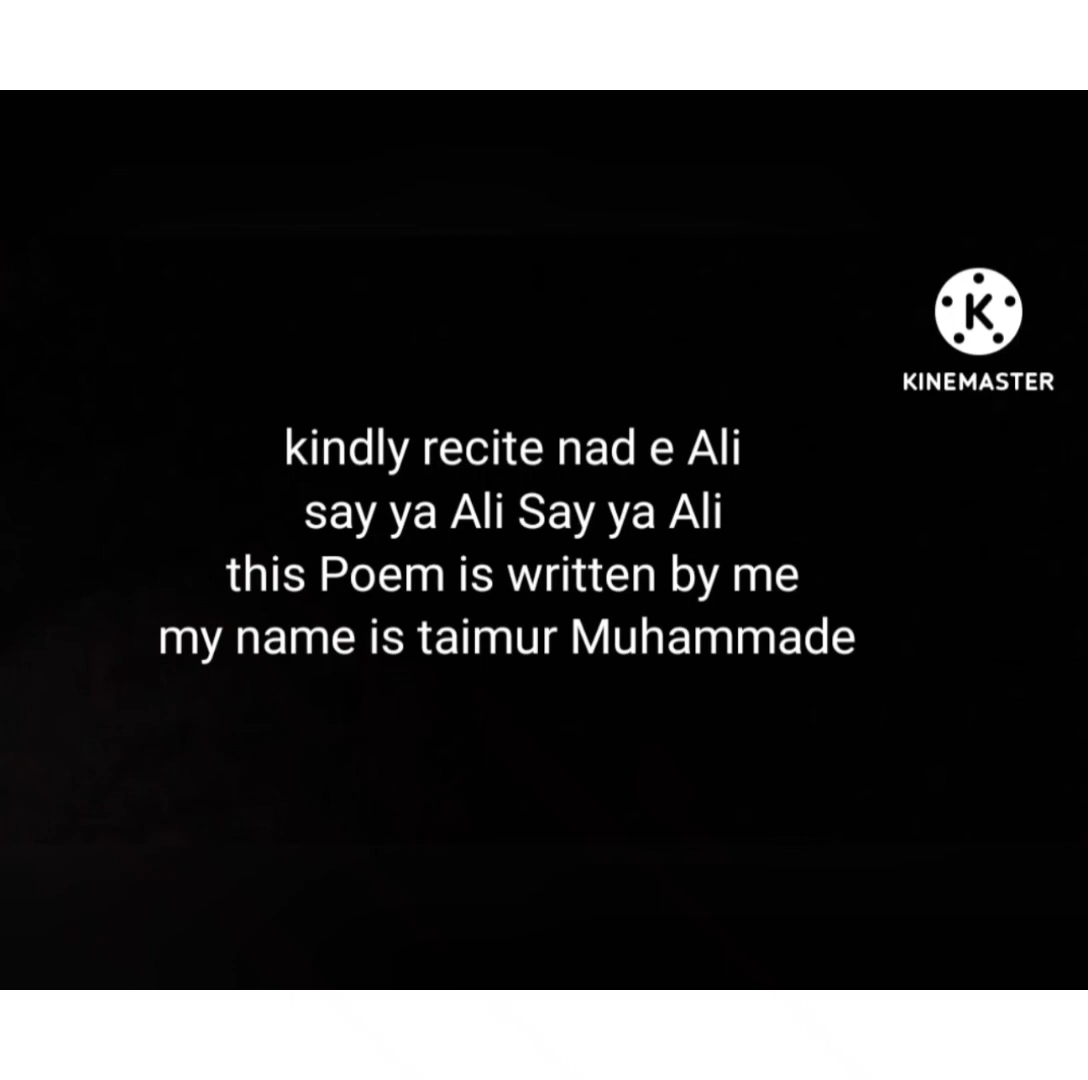 K
KINEMASTER
kindly recite nad e Ali
say ya Ali Say ya Ali
this Poem is written by me
my name is taimur Muhammade